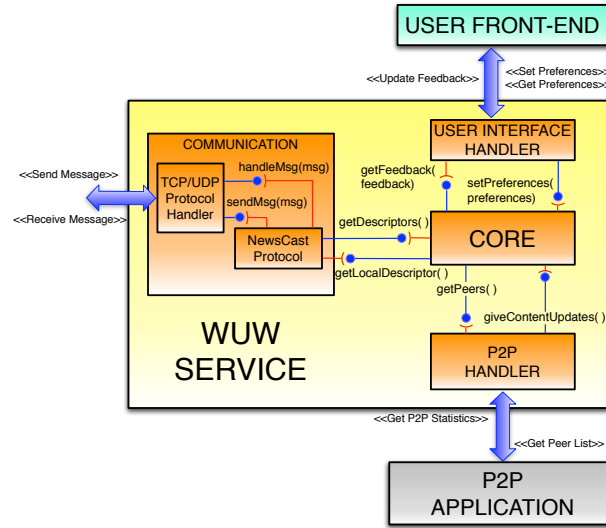 USER FRONT-END
<<Update Feedback>>
<<Set Preferences>>
<<Get Preferences>>
COMMUNICATION
USER INTERFACE
HANDLER
handleMsg(msg)
getFeedback(
feedback)
<<Send Message>>
TCP/UDP
Protocol
Handler
sendMsg(msg)
setPreferences(
preferences)
<<Receive Message>>
getDescriptors( )
NewsCast
Protocol
CORE
getLocalDescriptor( )
getPeers( )
giveContentUpdates( )
WUW
SERVICE
P2P
HANDLER
<<Get P2P Statistics>>
<<Get Peer List>>
P2P
APPLICATION